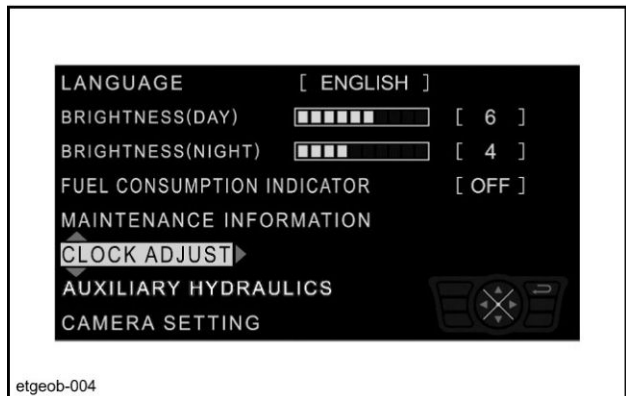 LANGUAGE [ ENGLISH ]
BRIGHTNESS(DAY) [ 6 ]
BRIGHTNESS(NIGHT) [ 4 ]
FUEL CONSUMPTION INDICATOR [ OFF ]
MAINTENANCE INFORMATION
CLOCK ADJUST
AUXILIARY HYDRAULICS
CAMERA SETTING
etgeob-004